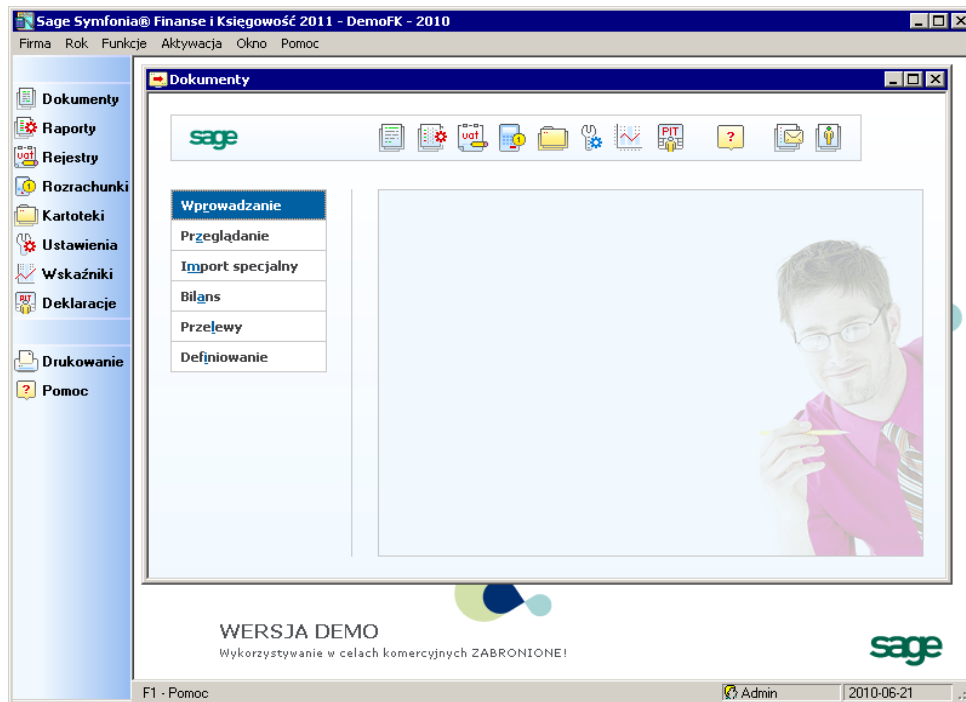 Sage Symfonia® Finanse i Księgowość 2011 - DemoFK - 2010
Firma Rok Funkcje Aktywacja Okno Pomoc
Dokumenty
Raporty
Rejestry
Rozrachunki
Kartoteki
Ustawienia
Wskaźniki
Deklaracje
Drukowanie
Pomoc
Dokumenty
sage
Wprowadzanie
Przeglądanie
Import specjalny
Bilans
Przelewy
Definiowanie
WERSJA DEMO
Wykorzystywanie w celach komercyjnych ZABRONIONE!
sage
F1 - Pomoc Admin 2010-06-21